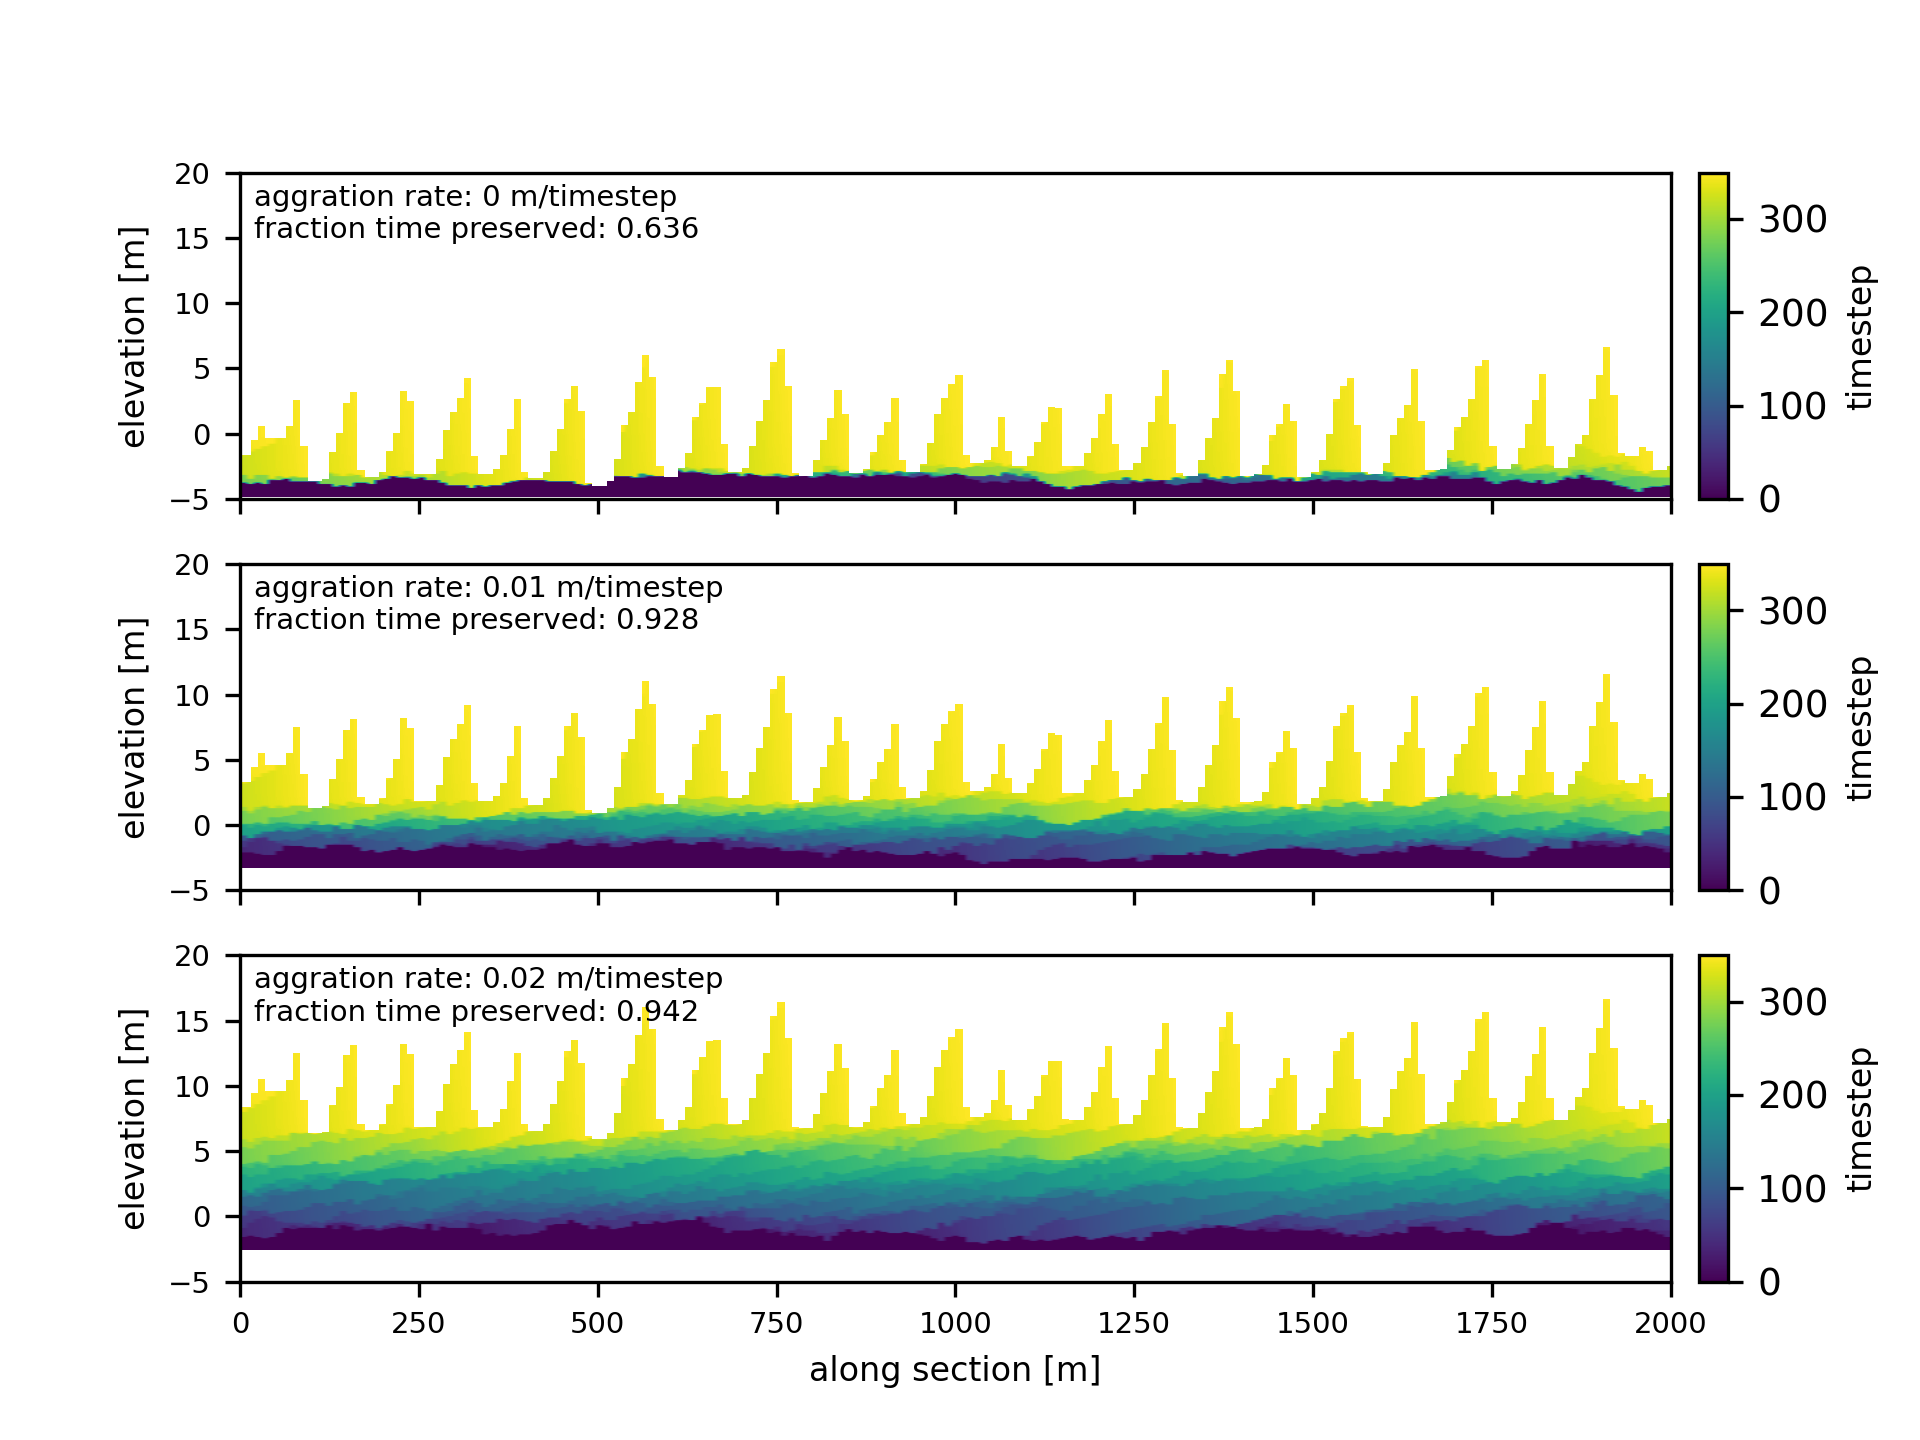 20
15
10
5
0
−5
elevation [m]
aggration rate: 0 m/timestep
fraction time preserved: 0.636
300
200
100
0
timestep
20
15
10
5
0
−5
elevation [m]
aggration rate: 0.01 m/timestep
fraction time preserved: 0.928
300
200
100
0
timestep
20
15
10
5
0
−5
elevation [m]
aggration rate: 0.02 m/timestep
fraction time preserved: 0.942
300
200
100
0
timestep
0 250 500 750 1000 1250 1500 1750 2000
along section [m]